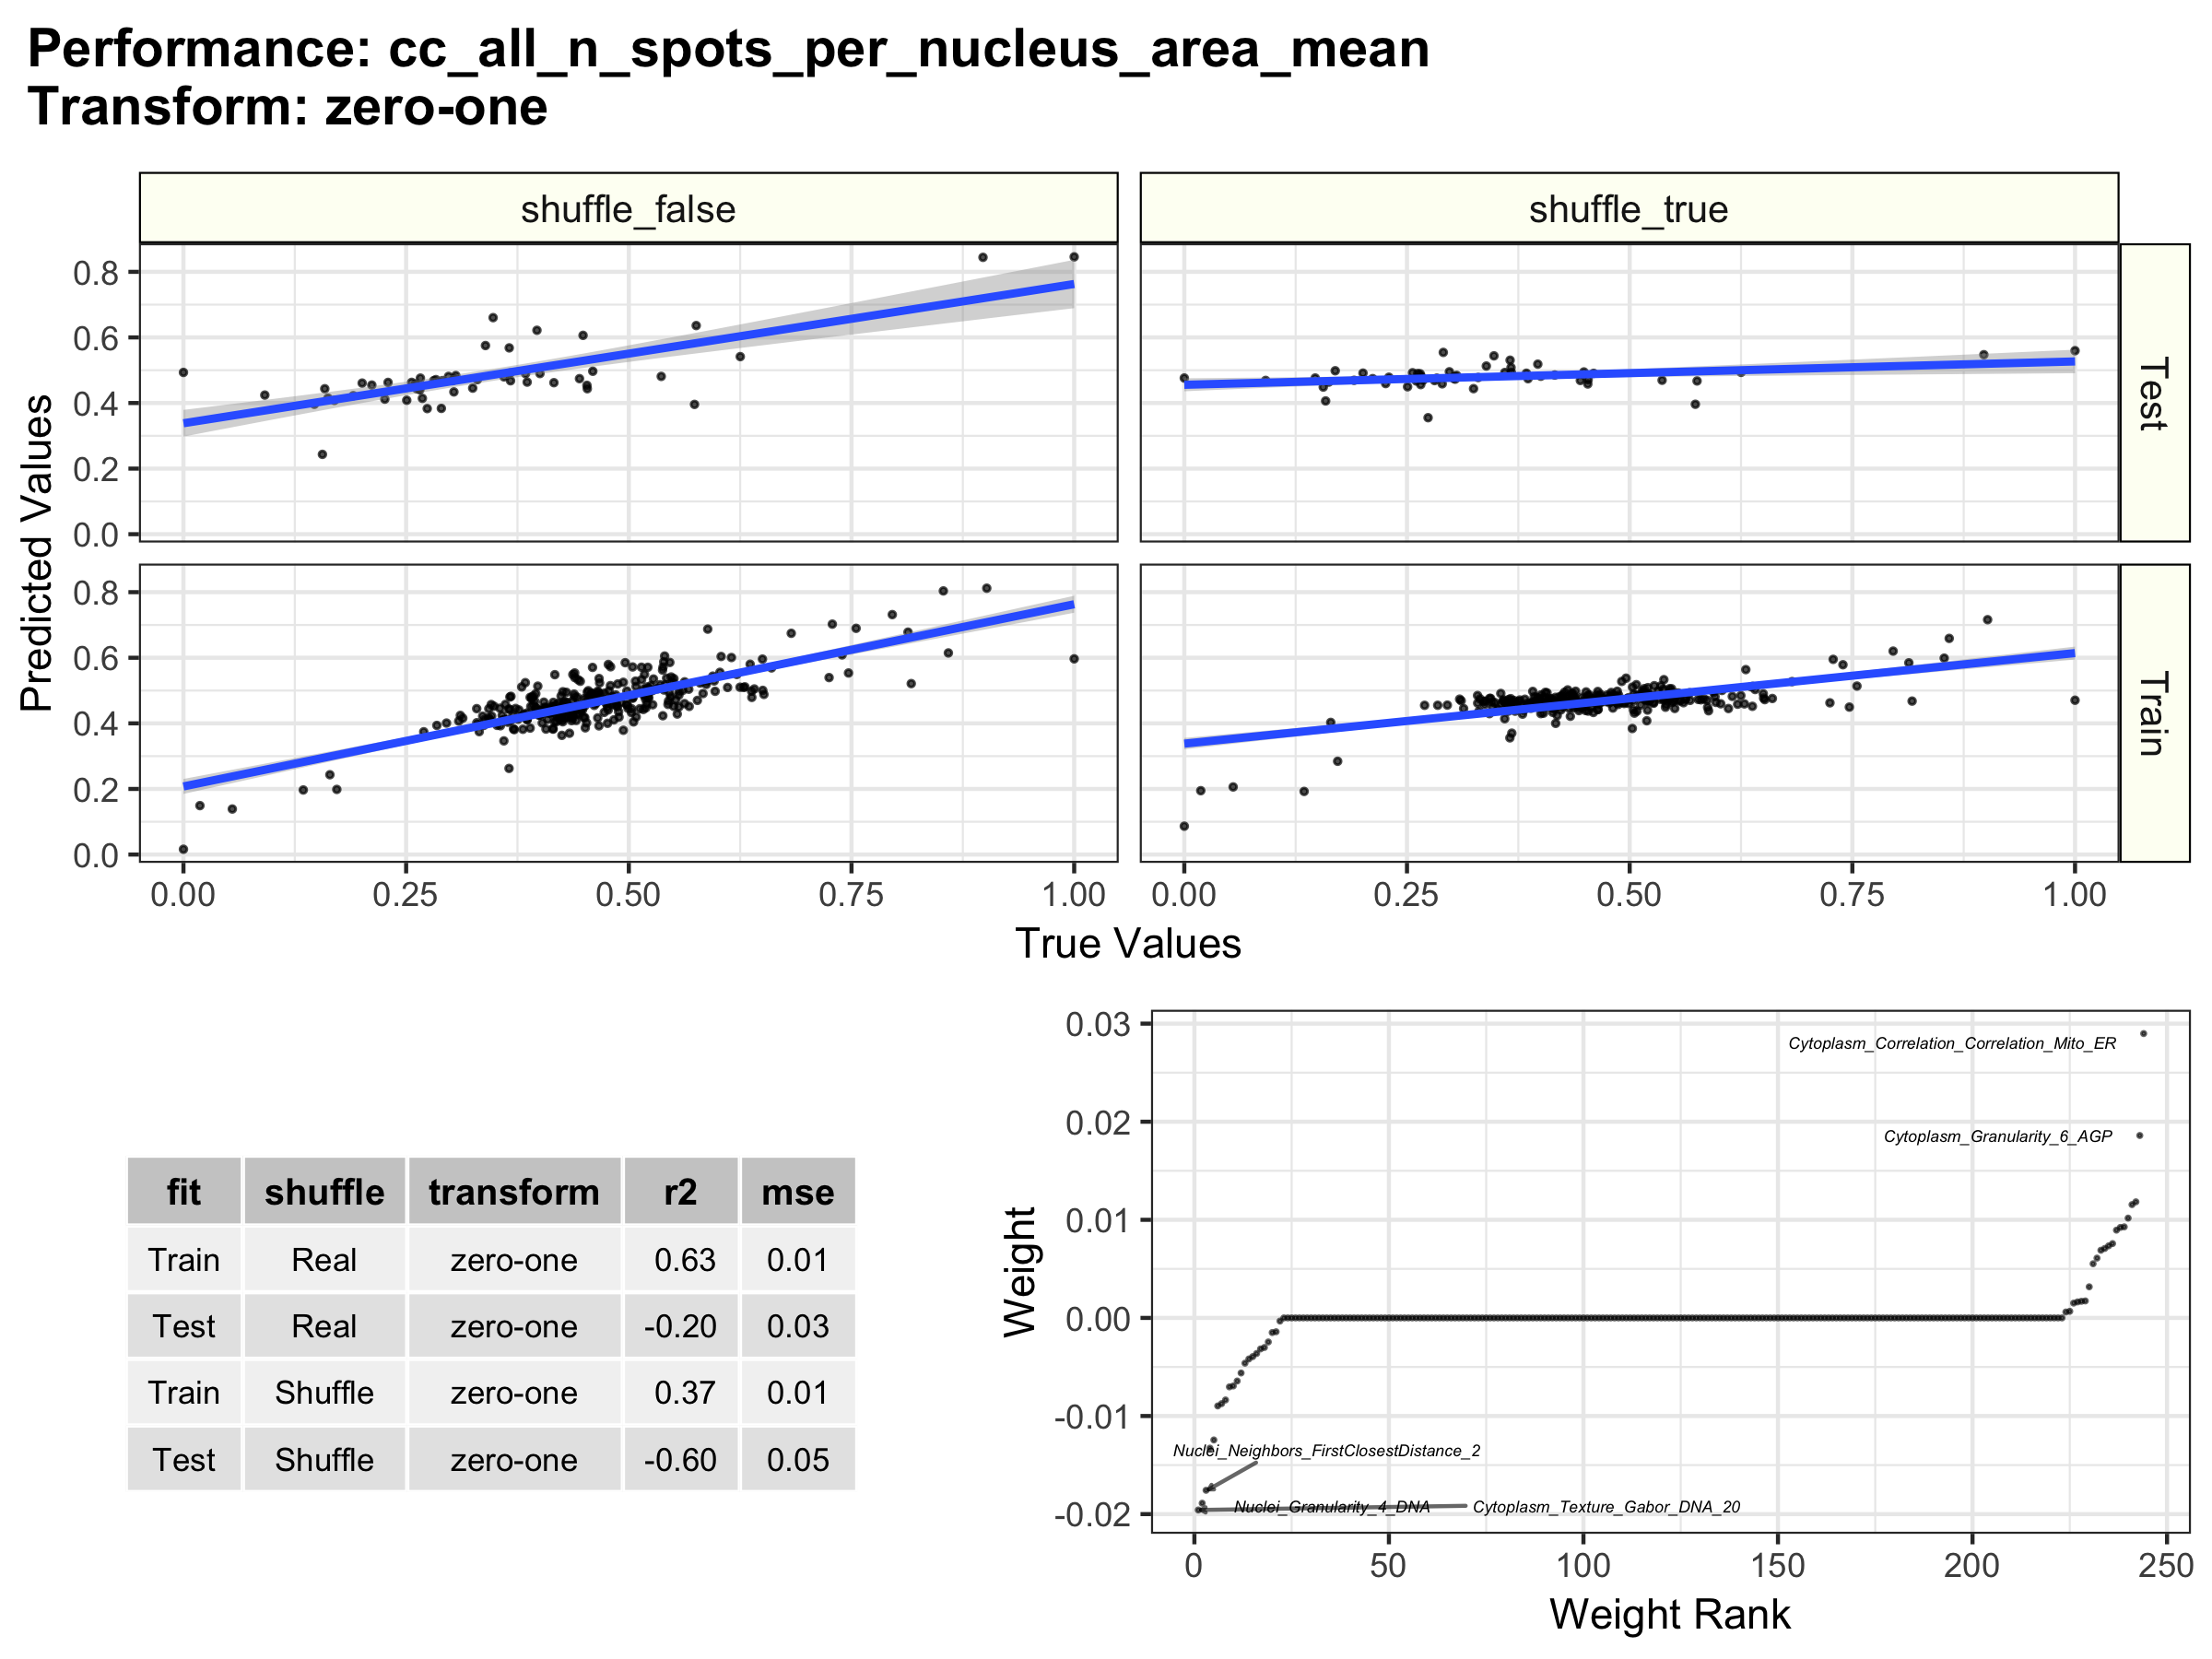 Performance: cc_all_n_spots_per_nucleus_area_mean
Transform: zero-one
shuffle_false
shuffle_true
Predicted Values
0.8
0.6
0.4
0.2
0.0
Test
0.8
0.6
0.4
0.2
0.0
Train
0.00 0.25 0.50 0.75 1.00
0.00 0.25 0.50 0.75 1.00
True Values
fit shuffle transform r2 mse
Train Real zero-one 0.63 0.01
Test Real zero-one -0.20 0.03
Train Shuffle zero-one 0.37 0.01
Test Shuffle zero-one -0.60 0.05
Weight
0.03
0.02
0.01
0.00
-0.01
-0.02
Cytoplasm_Correlation_Correlation_Mito_ER
Cytoplasm_Granularity_6_AGP
Nuclei_Neighbors_FirstClosestDistance_2
Nuclei_Granularity_4_DNA
Cytoplasm_Texture_Gabor_DNA_20
0 50 100 150 200 250
Weight Rank